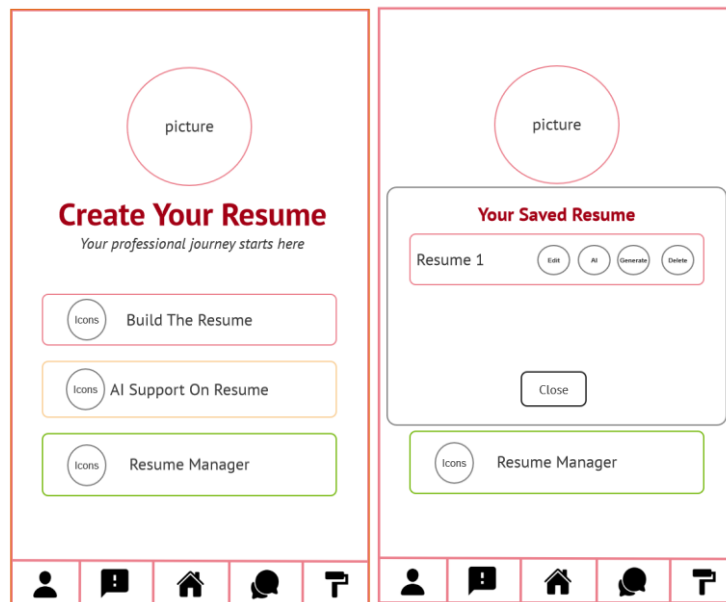 picture
Create Your Resume
Your professional journey starts here
Icons Build The Resume
Icons AI Support On Resume
Icons Resume Manager
picture
Your Saved Resume
Resume 1 Edit AI Generate Delete
Close
Icons Resume Manager